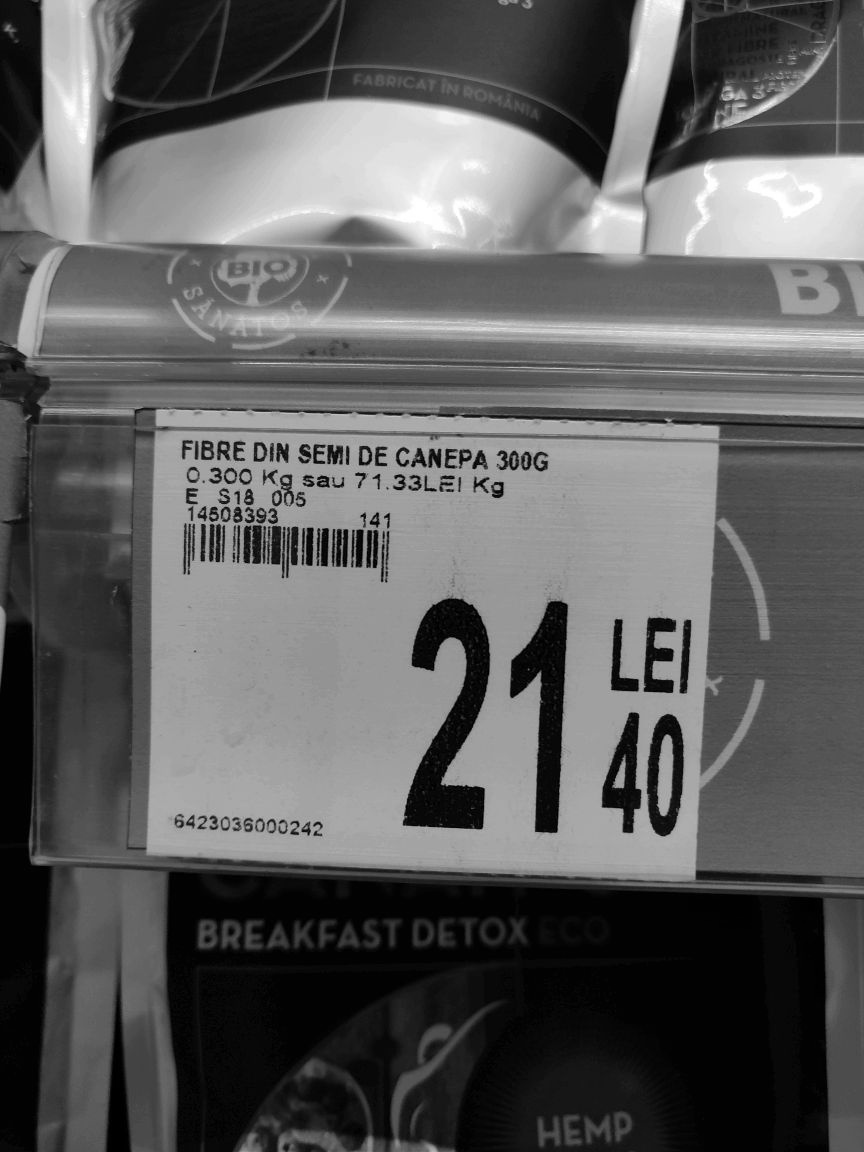 FABRICAT ÎN ROMÂNIA
BIO
SĂNĂTOS
FIBRE DIN SEMI DE CANEPA 300G
0.300 Kg sau 71.33LEI Kg
E S18 005
14508393 141
21 LEI
40
6423036000242
BREAKFAST DETOX ECO
HEMP